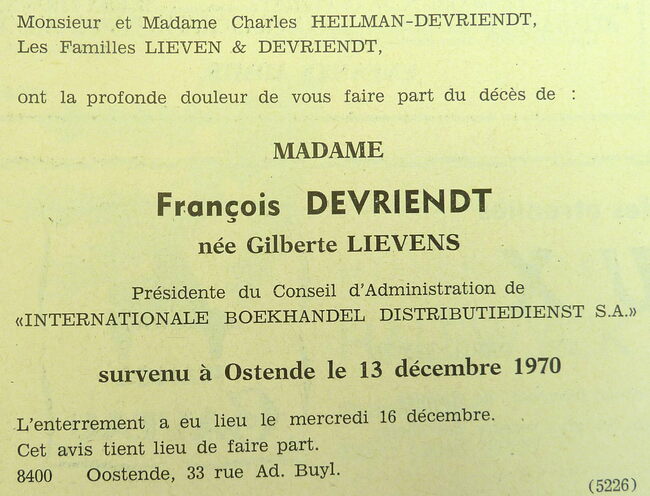 Monsieur et Madame Charles HEILMAN-DEVRIENDT,
Les Familles LIEVEN & DEVRIENDT,
ont la profonde douleur de vous faire part du décès de :
MADAME
François DEVRIENDT
née Gilberte LIEVENS
Présidente du Conseil d'Administration de
«INTERNATIONALE BOEKHANDEL DISTRIBUTIEDIENST S.A.»
survenu à Ostende le 13 décembre 1970
L'enterrement a eu lieu le mercredi 16 décembre.
Cet avis tient lieu de faire part.
8400 Oostende, 33 rue Ad. Buyl.
(5226)